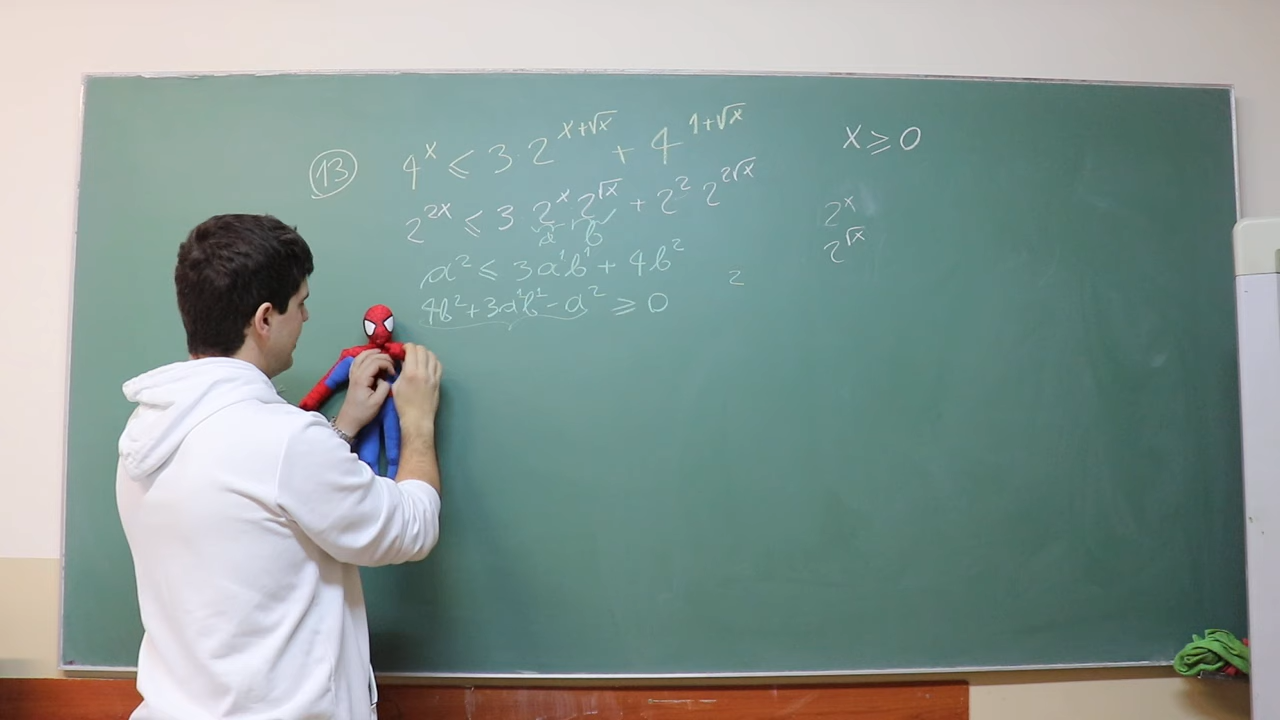 13 4^x ≤ 3·2^(x+√x) + 4^(1+√x)
x ≥ 0
2^(2x) ≤ 3 2^x 2^(√x) + 2^2 2^(2√x)
a b
2^x
2^(√x)
a^2 ≤ 3a^1b^1 + 4b^2
2
4b^2+3a^1b^1-a^2 ≥ 0